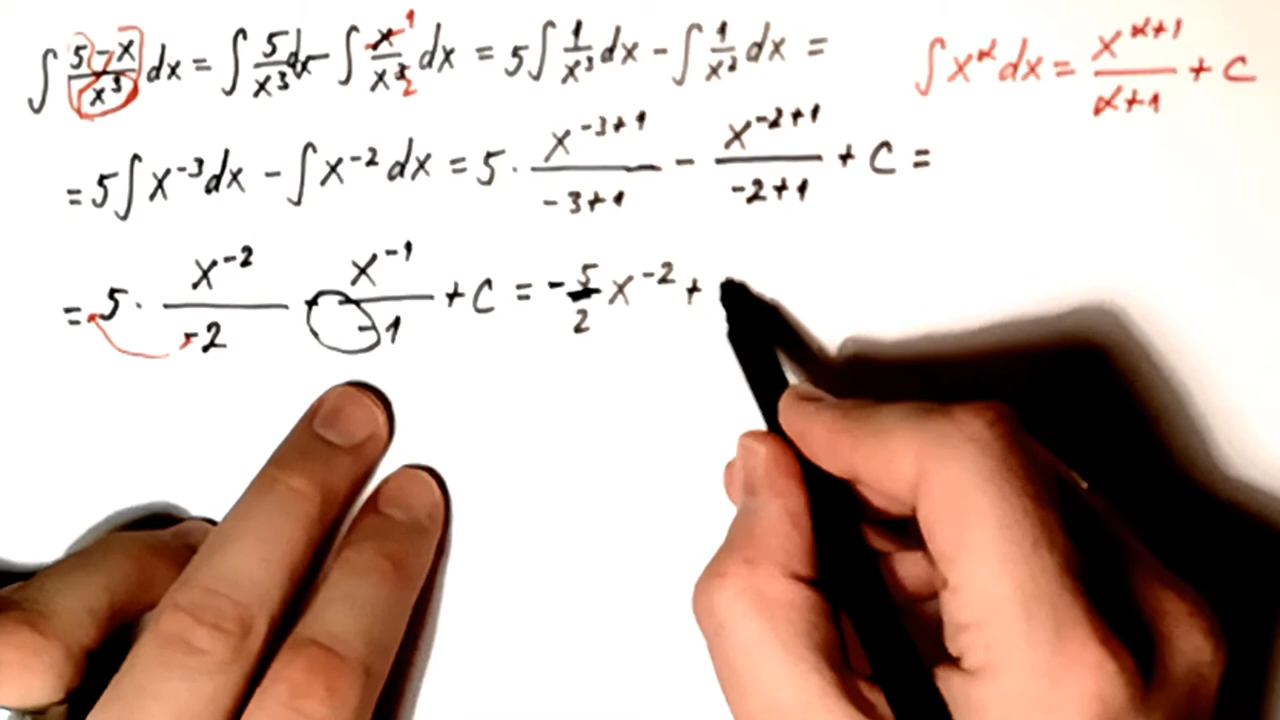 ∫ (5 - x)/x³ dx = ∫ 5/x³ dx - ∫ x¹/x³₂ dx = 5∫ 1/x³ dx - ∫ 1/x² dx =
∫ x^α dx = x^(α+1)/(α+1) + C
= 5∫ x⁻³ dx - ∫ x⁻² dx = 5 · x^(-3+1)/(-3+1) - x^(-2+1)/(-2+1) + C =
= 5 · x⁻²/-2 - x⁻¹/-1 + C = -5/2 x⁻² +